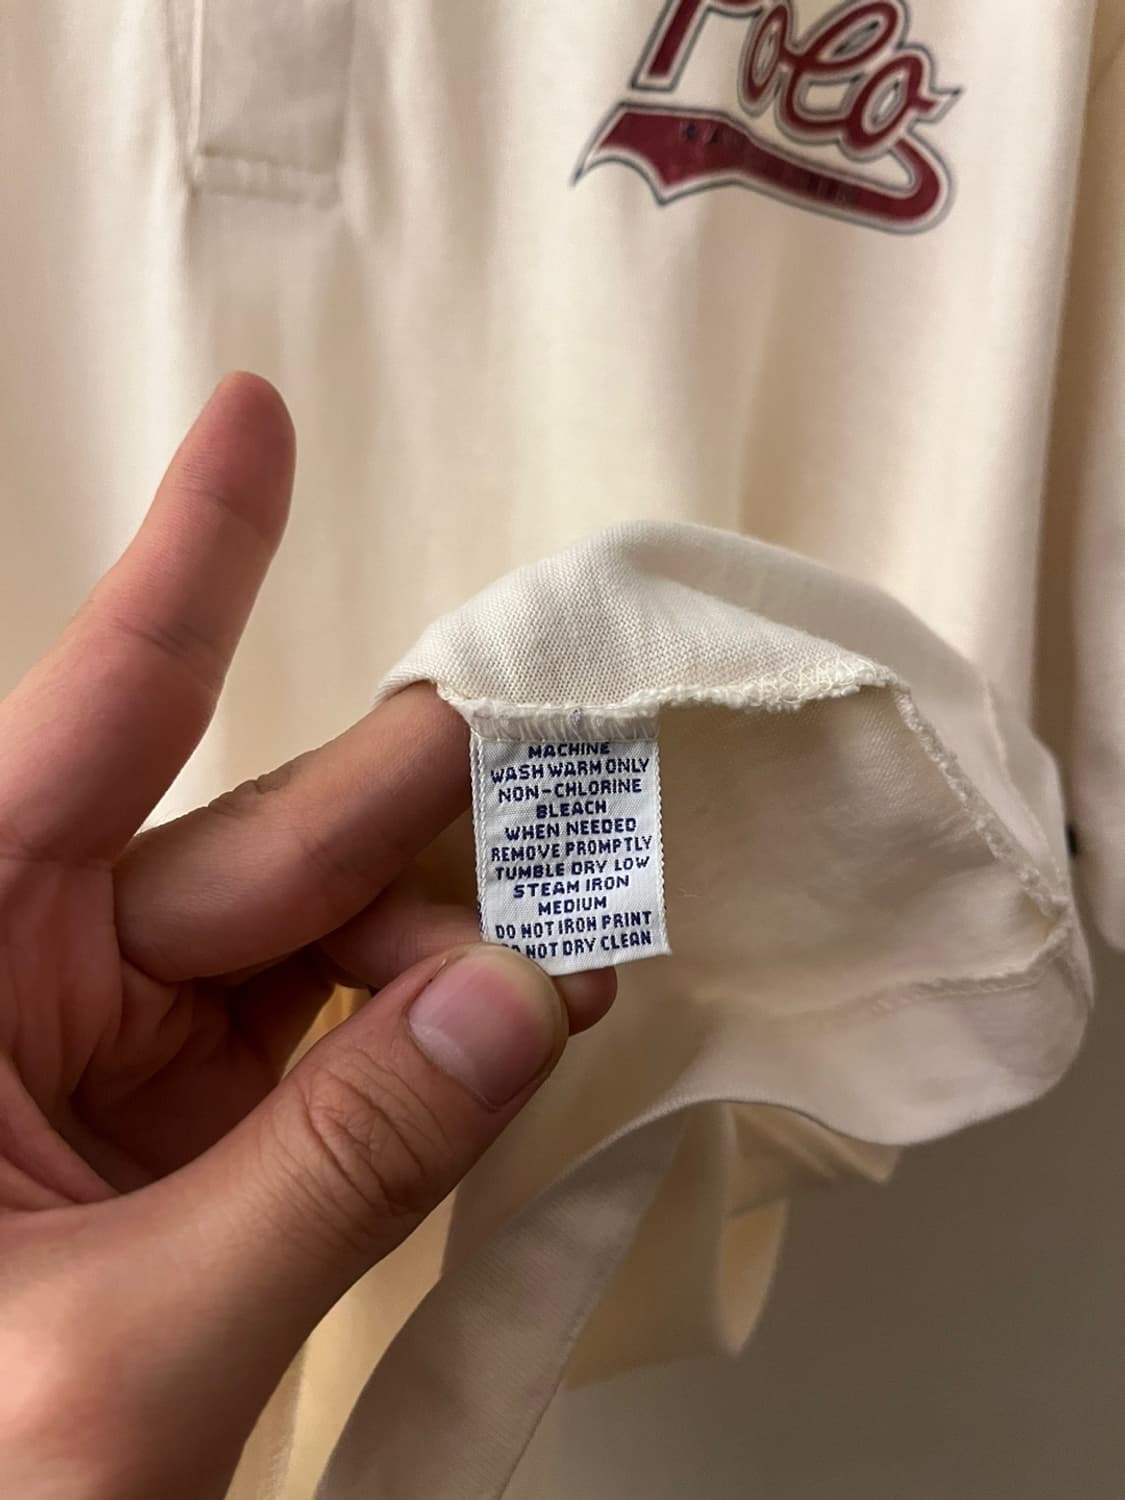 Polo
MACHINE
WASH WARM ONLY
NON-CHLORINE
BLEACH
WHEN NEEDED
REMOVE PROMPTLY
TUMBLE DRY LOW
STEAM IRON
MEDIUM
DO NOT IRON PRINT
DO NOT DRY CLEAN